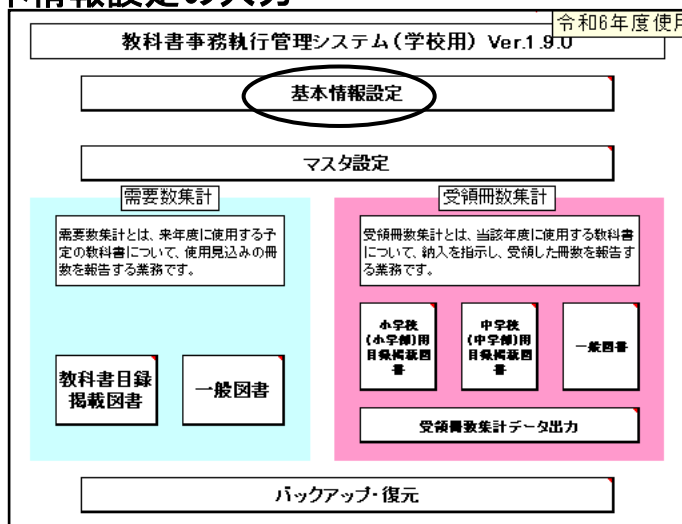 情報設定の入力
令和6年度使用
教科書事務執行管理システム(学校用) Ver.1.9.0
基本情報設定
マスタ設定
需要数集計
需要数集計とは、来年度に使用する予
定の教科書について、使用見込みの冊
数を報告する業務です。
教科書目録
掲載図書
一般図書
受領冊数集計
受領冊数集計とは、当該年度に使用する教科書
について、納入を指示し、受領した冊数を報告す
る業務です。
小学校
(小学部)用
目録掲載図
書
中学校
(中学部)用
目録掲載図
書
一般図書
受領冊数集計データ出力
バックアップ・復元